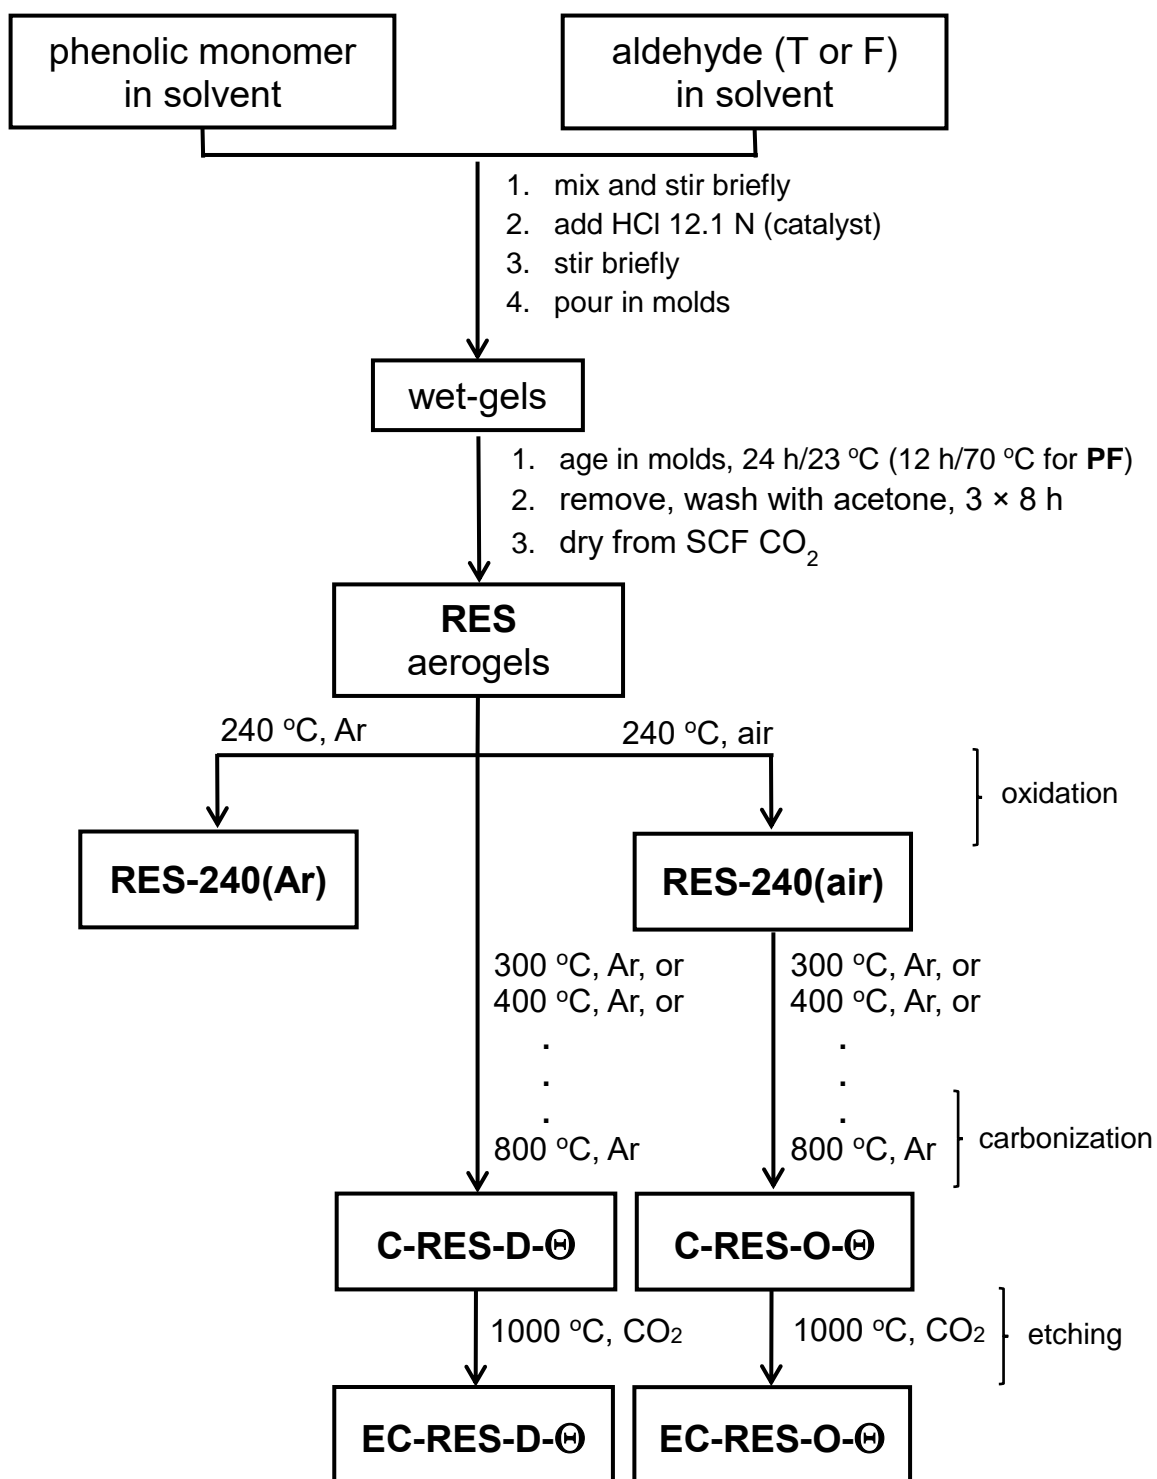 phenolic monomer
in solvent
aldehyde (T or F)
in solvent
1. mix and stir briefly
2. add HCl 12.1 N (catalyst)
3. stir briefly
4. pour in molds
wet-gels
1. age in molds, 24 h/23 °C (12 h/70 °C for PF)
2. remove, wash with acetone, 3 × 8 h
3. dry from SCF CO₂
RES
aerogels
240 °C, Ar
240 °C, air
oxidation
RES-240(Ar)
RES-240(air)
300 °C, Ar, or
400 °C, Ar, or
.
.
.
800 °C, Ar
300 °C, Ar, or
400 °C, Ar, or
.
.
.
800 °C, Ar
carbonization
C-RES-D-Θ
C-RES-O-Θ
1000 °C, CO₂
1000 °C, CO₂
etching
EC-RES-D-Θ
EC-RES-O-Θ